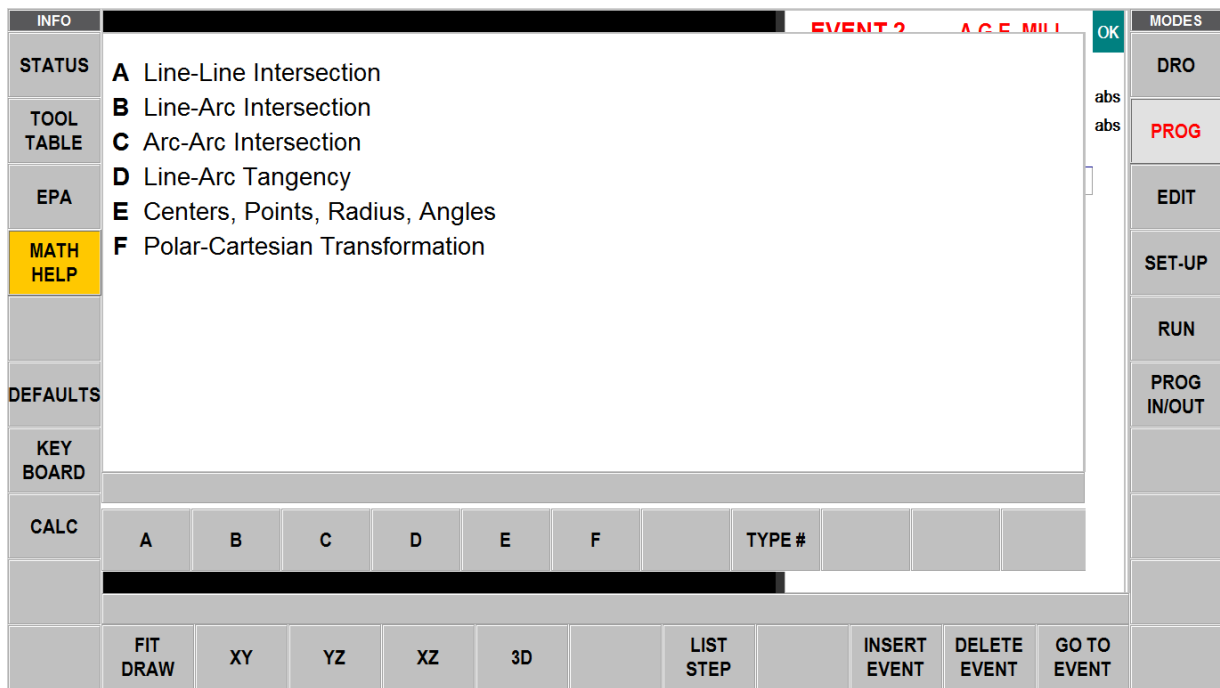 INFO
STATUS
TOOL
TABLE
EPA
MATH
HELP
DEFAULTS
KEY
BOARD
CALC
EVENT 2 A.G.E. MILL
OK
abs
abs
A Line-Line Intersection
B Line-Arc Intersection
C Arc-Arc Intersection
D Line-Arc Tangency
E Centers, Points, Radius, Angles
F Polar-Cartesian Transformation
A B C D E F TYPE #
FIT
DRAW
XY
YZ
XZ
3D
LIST
STEP
INSERT
EVENT
DELETE
EVENT
GO TO
EVENT
MODES
DRO
PROG
EDIT
SET-UP
RUN
PROG
IN/OUT